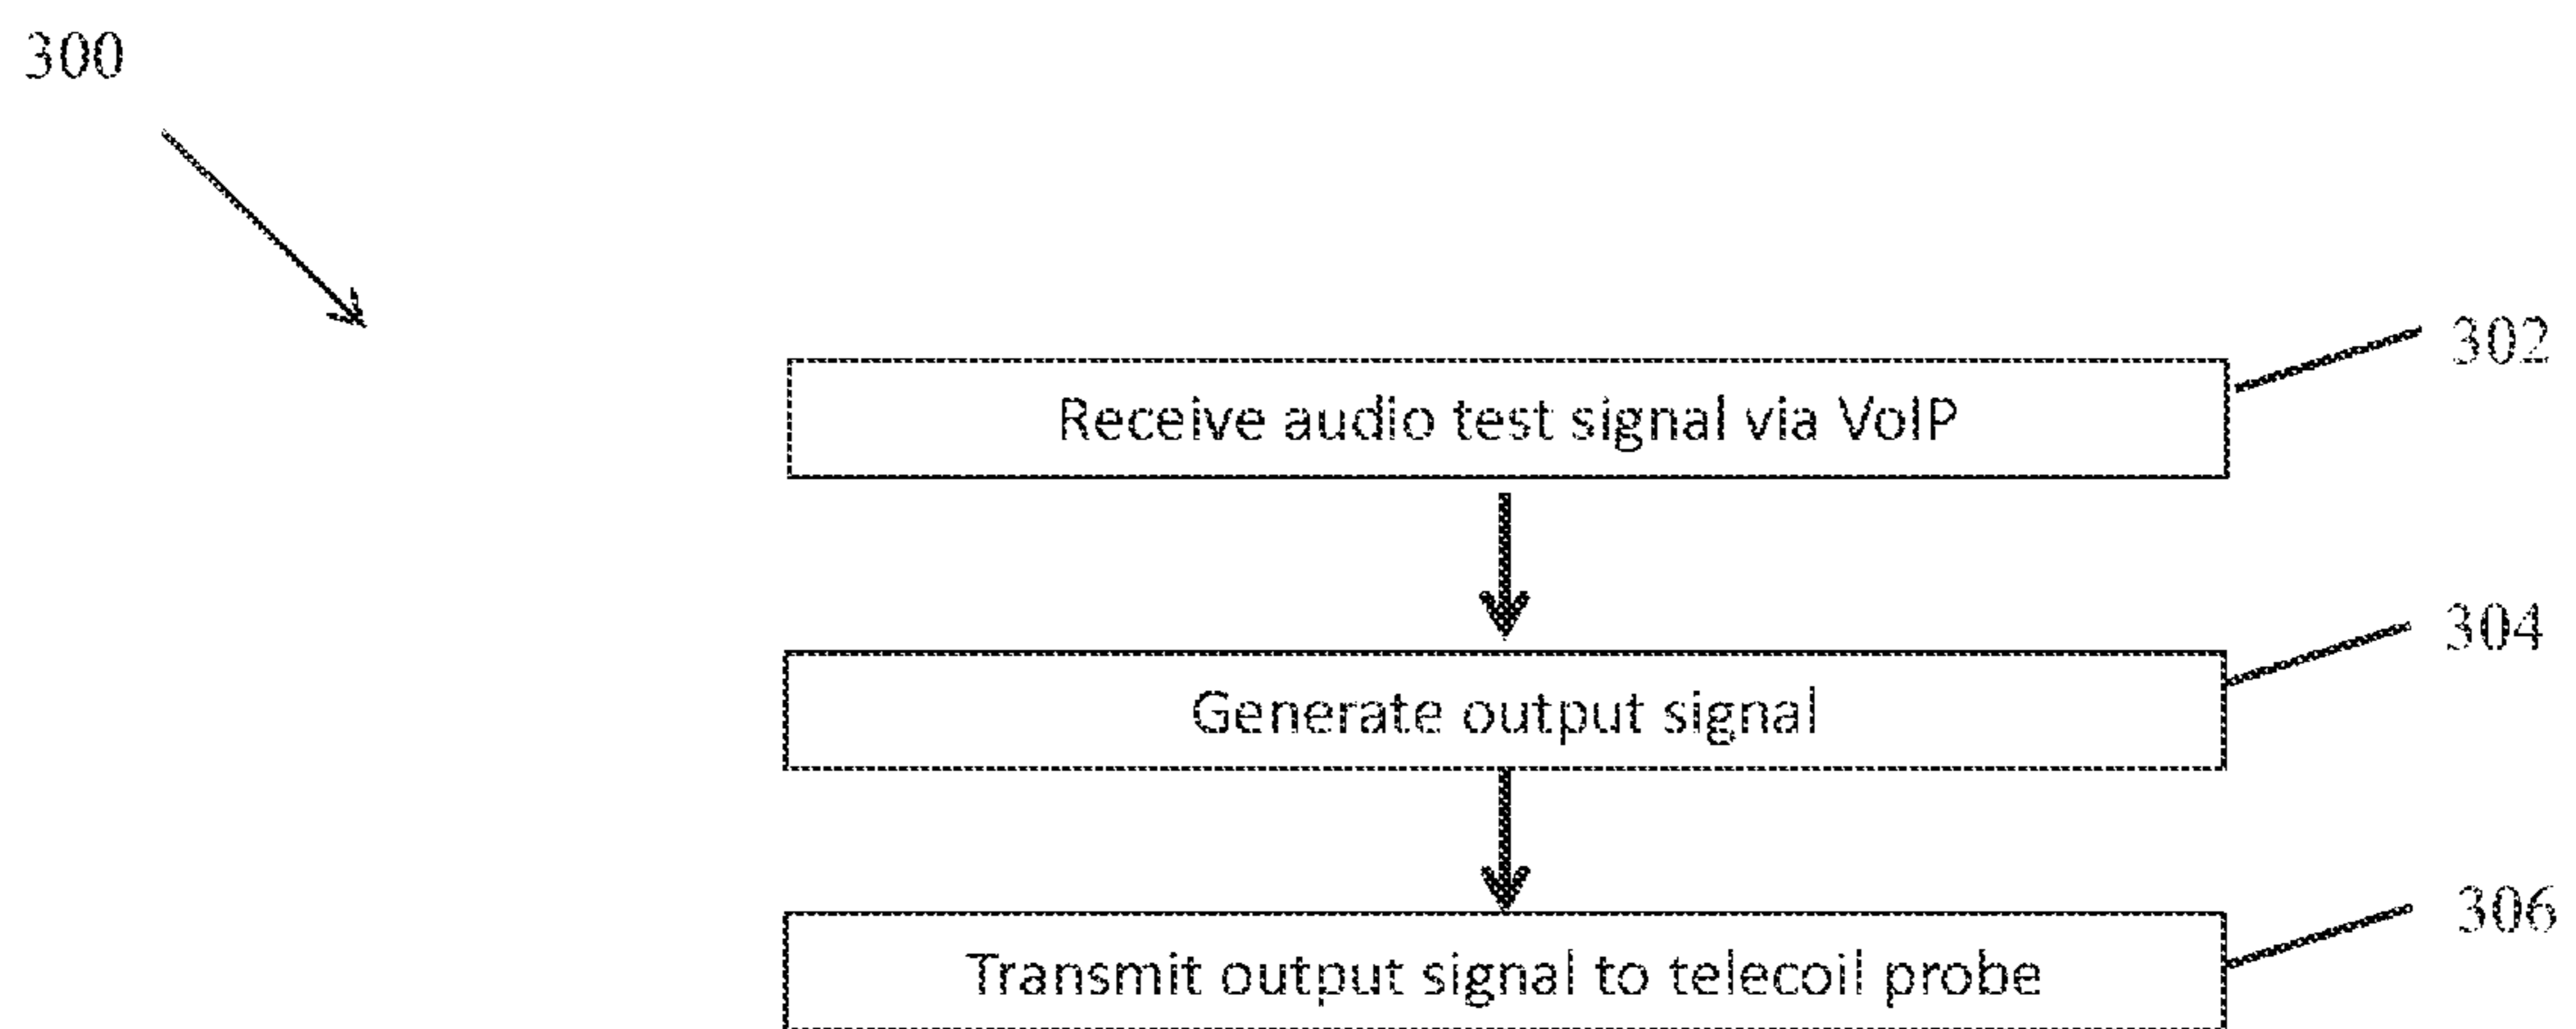 300
302
Receive audio test signal via VoIP
304
Generate output signal
306
Transmit output signal to telecoil probe